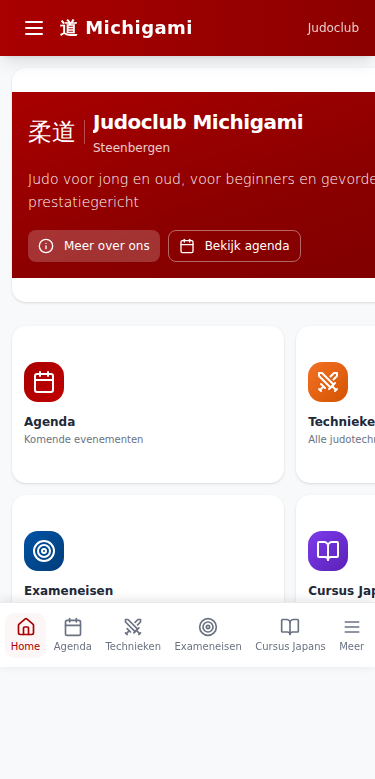 道 Michigami
Judoclub
柔道
Judoclub Michigami
Steenbergen
Judo voor jong en oud, voor beginners en gevorde
prestatiegericht
Meer over ons
Bekijk agenda
Agenda
Komende evenementen
Technieke
Alle judotech
Exameneisen
Cursus Jap
Home
Agenda
Technieken
Exameneisen
Cursus Japans
Meer